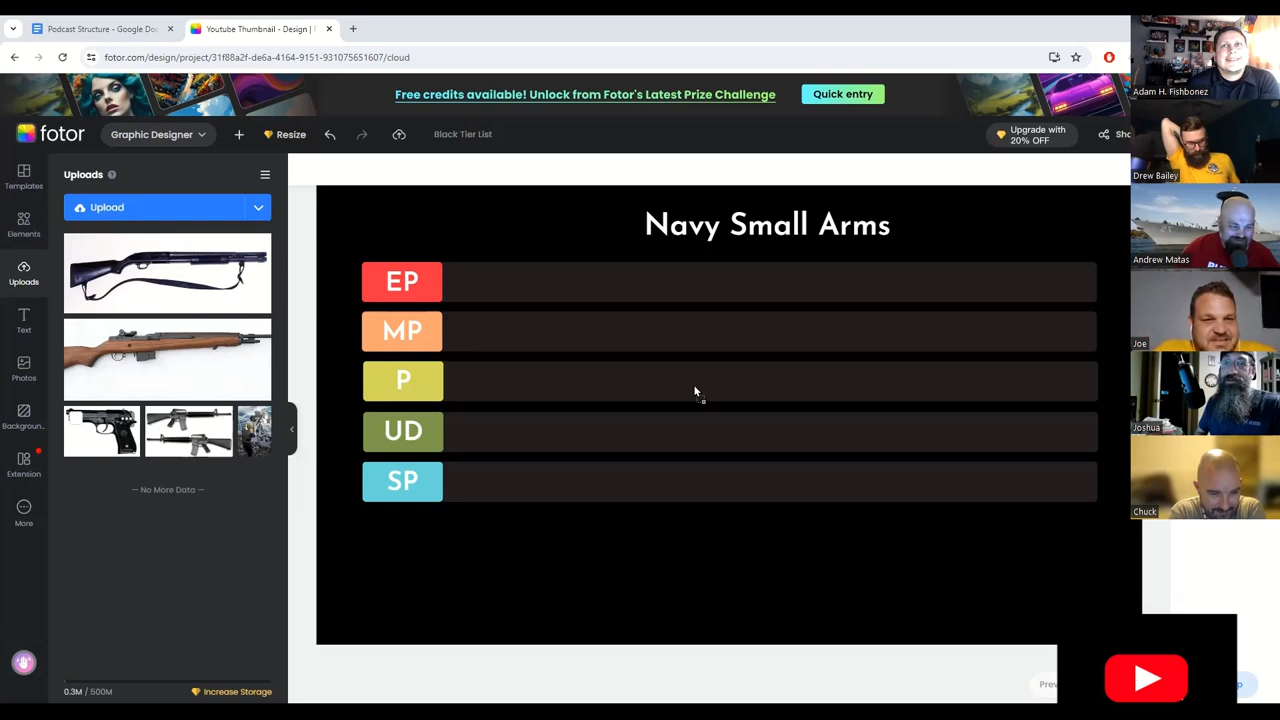 Podcast Structure - Google Do
Youtube Thumbnail - Design |
fotor.com/design/project/31f88a2f-de6a-4164-9151-931075651607/cloud
Free credits available! Unlock from Fotor's Latest Prize Challenge
Quick entry
Adam H. Fishbonez
fotor
Graphic Designer
Resize
Black Tier List
Upgrade with
20% OFF
Sha
Drew Bailey
Templates
Uploads
Upload
Elements
Uploads
Text
Photos
Backgroun...
Extension
More
Navy Small Arms
EP
MP
P
UD
SP
— No More Data —
0.3M / 500M
Increase Storage
Andrew Matas
Joe
Joshua
Chuck
Prev